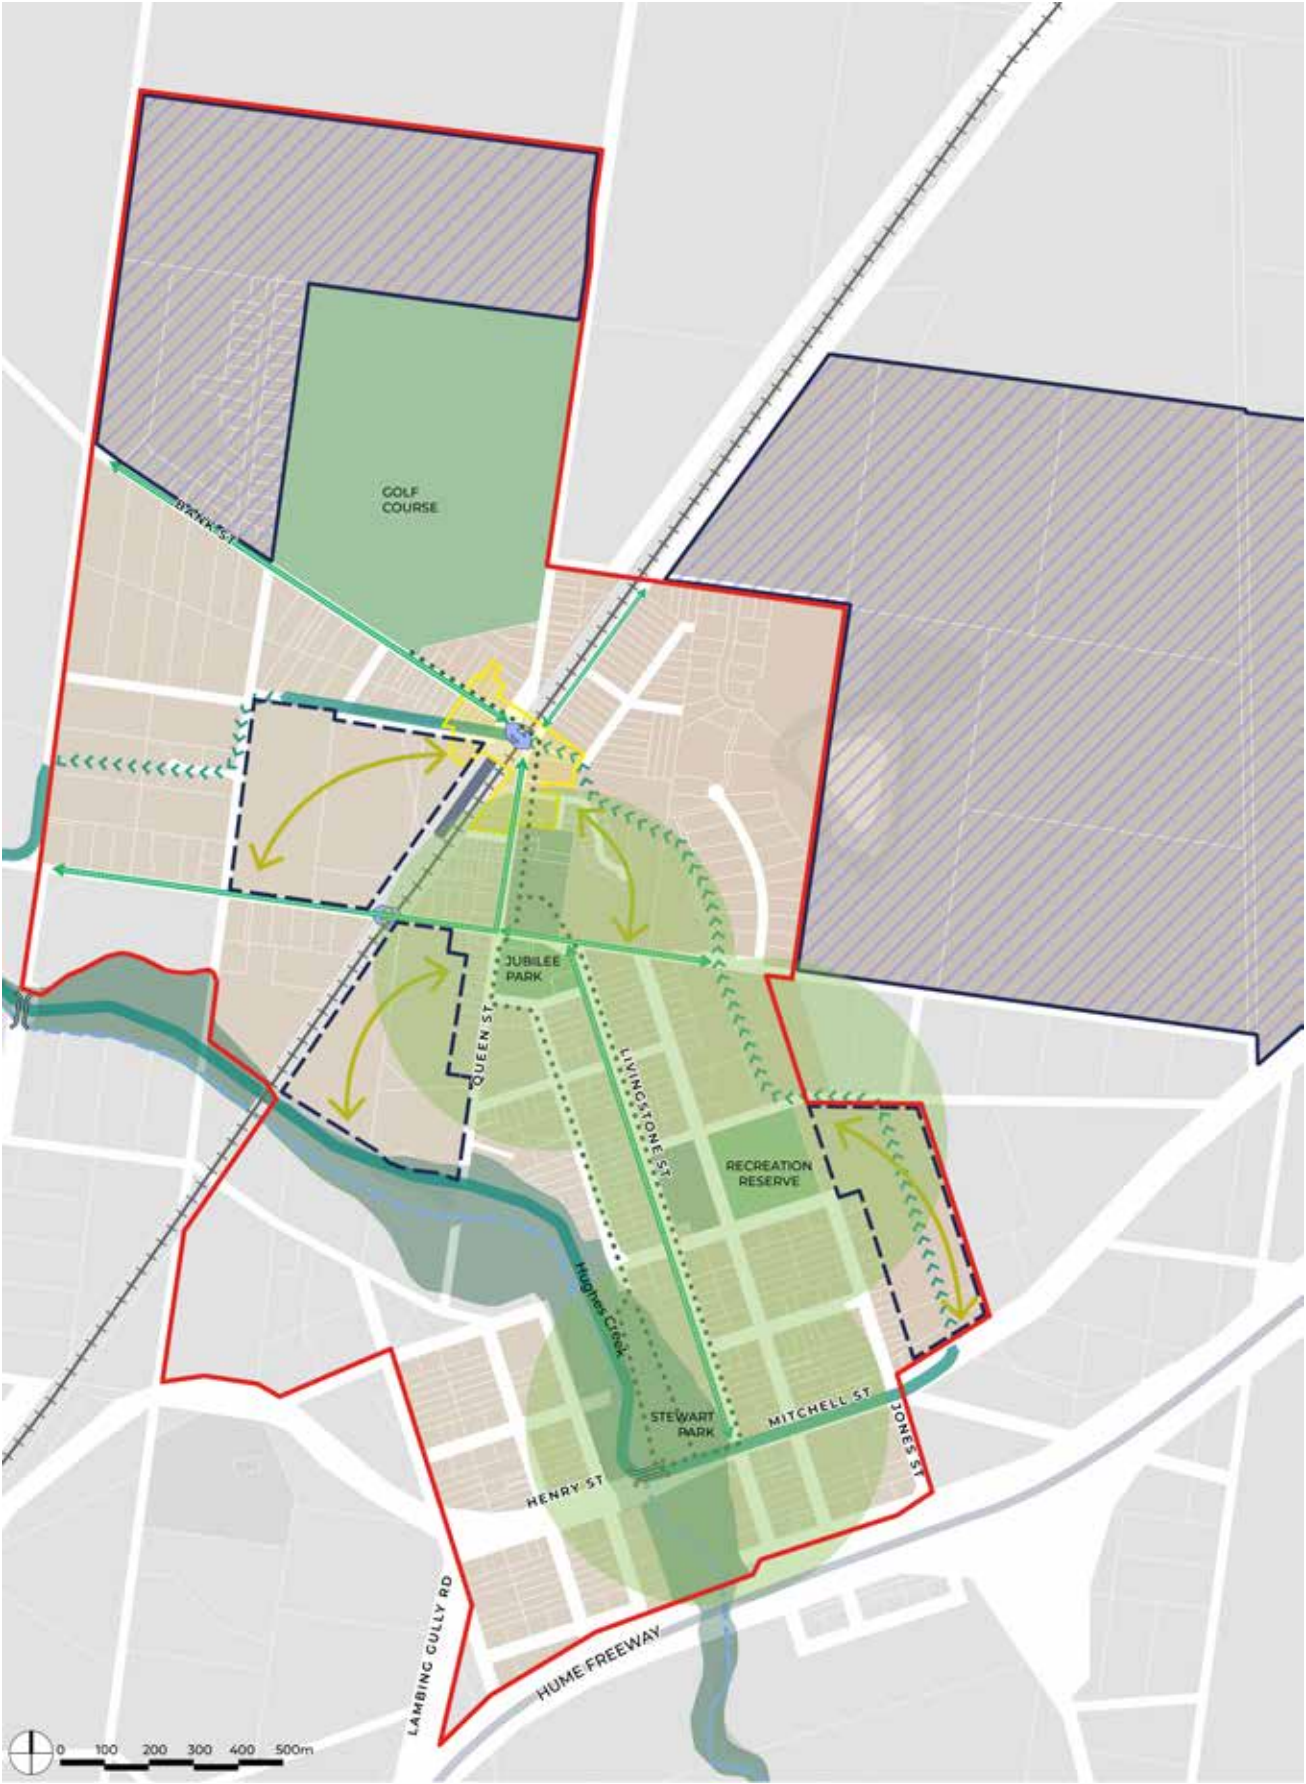 GOLF
COURSE
BANK ST
JUBILEE
PARK
QUEEN ST
LIVINGSTONE ST
RECREATION
RESERVE
Hughes Creek
STEWART
PARK
MITCHELL ST
JONES ST
HENRY ST
LAMBING GULLY RD
HUME FREEWAY
0 100 200 300 400 500m